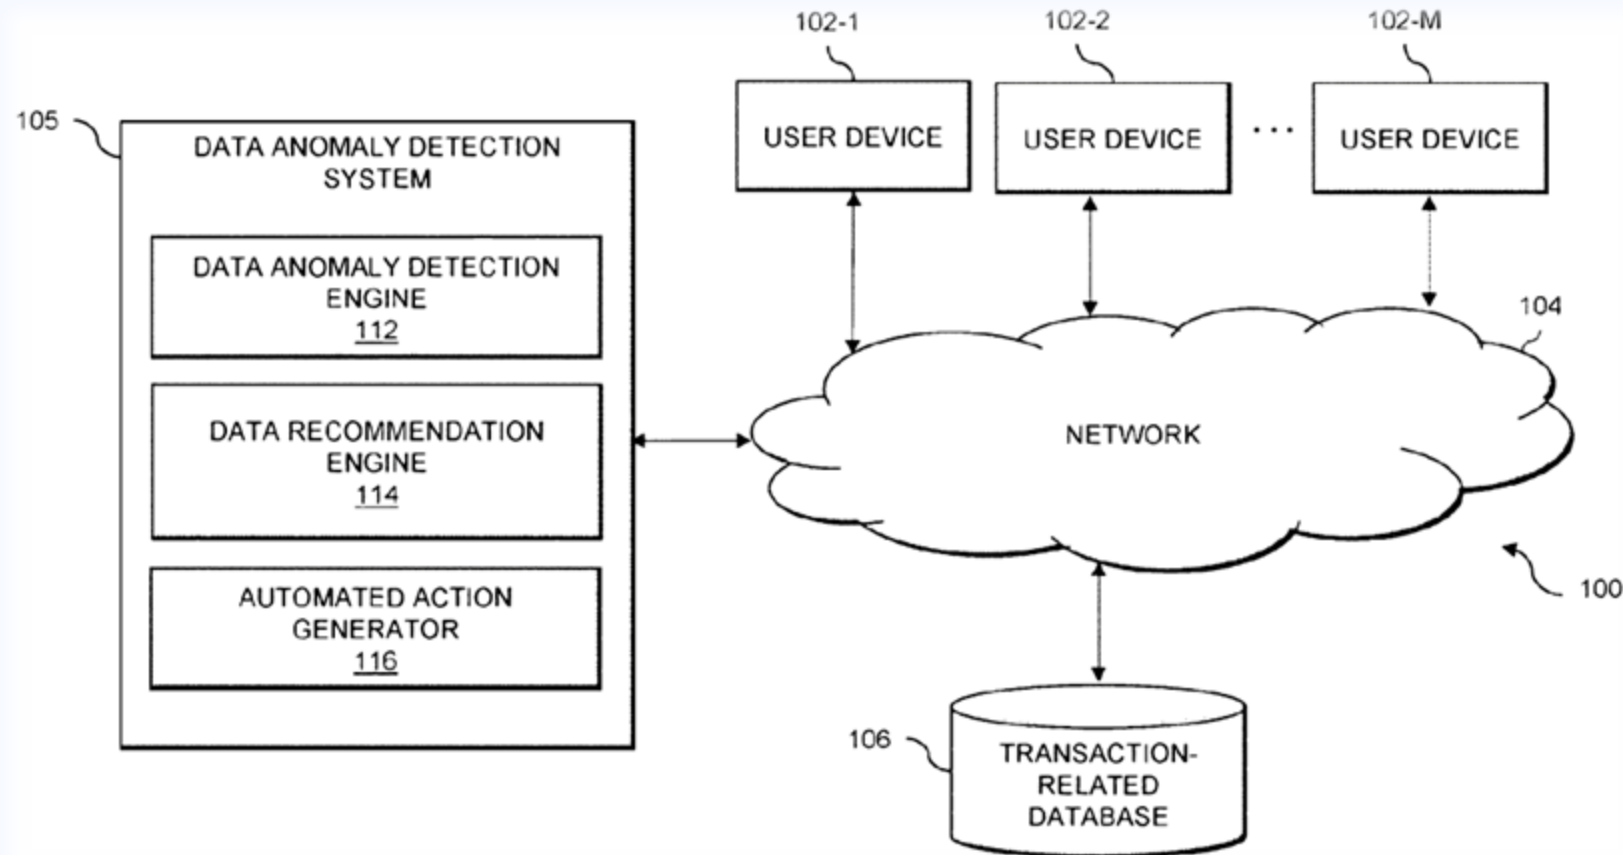 102-1
102-2
102-M
105
DATA ANOMALY DETECTION
SYSTEM
DATA ANOMALY DETECTION
ENGINE
112
DATA RECOMMENDATION
ENGINE
114
AUTOMATED ACTION
GENERATOR
116
USER DEVICE
USER DEVICE
...
USER DEVICE
104
NETWORK
100
106
TRANSACTION-
RELATED
DATABASE